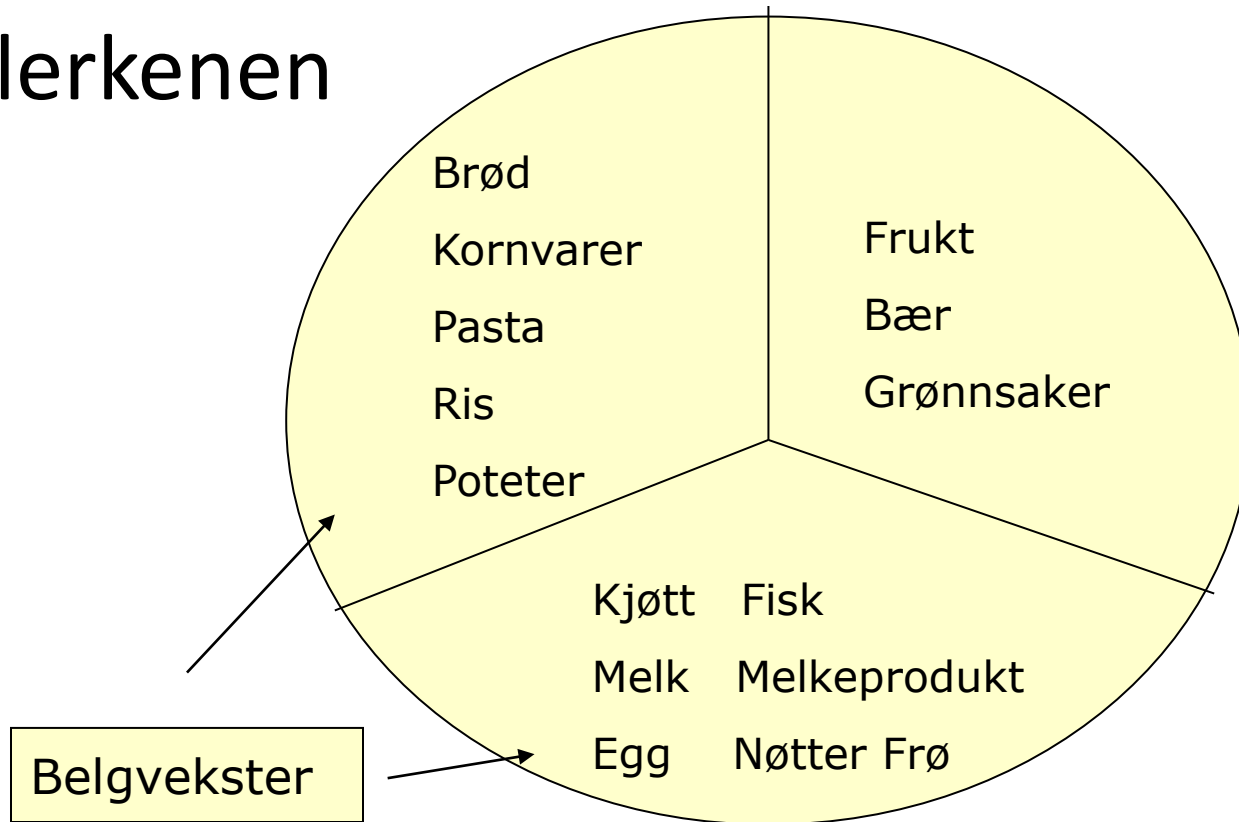 lerkenen
Brød
Kornvarer
Pasta
Ris
Poteter
Frukt
Bær
Grønnsaker
Kjøtt Fisk
Melk Melkeprodukt
Egg Nøtter Frø
Belgvekster